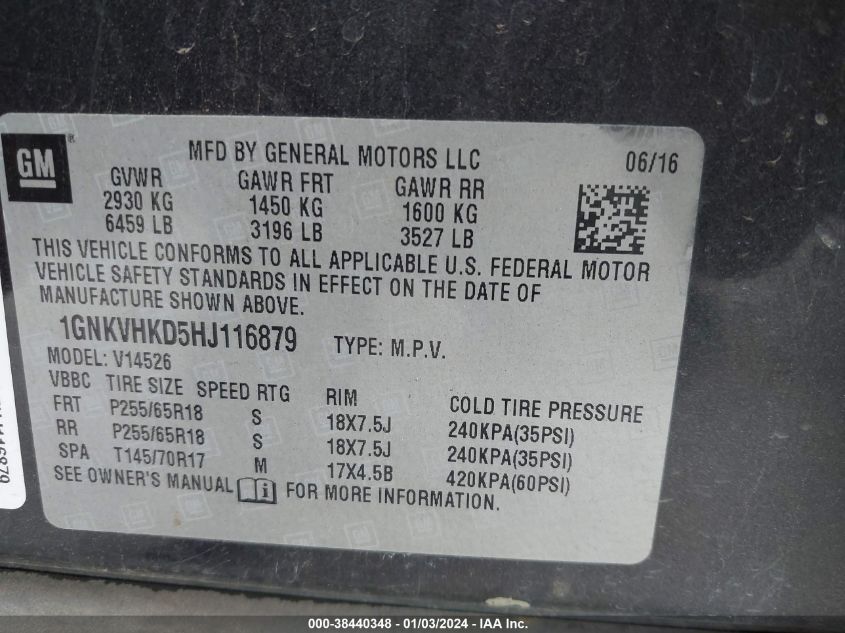 GM
®
MFD BY GENERAL MOTORS LLC 06/16
GVWR GAWR FRT GAWR RR
2930 KG 1450 KG 1600 KG
6459 LB 3196 LB 3527 LB
THIS VEHICLE CONFORMS TO ALL APPLICABLE U.S. FEDERAL MOTOR
VEHICLE SAFETY STANDARDS IN EFFECT ON THE DATE OF
MANUFACTURE SHOWN ABOVE.
1GNKVHKD5HJ116879 TYPE: M.P.V.
MODEL: V14526
VBBC TIRE SIZE SPEED RTG RIM COLD TIRE PRESSURE
FRT P255/65R18 S 18X7.5J 240KPA(35PSI)
RR P255/65R18 S 18X7.5J 240KPA(35PSI)
SPA T145/70R17 M 17X4.5B 420KPA(60PSI)
SEE OWNER'S MANUAL FOR MORE INFORMATION.
000-38440348 - 01/03/2024 - IAA Inc.